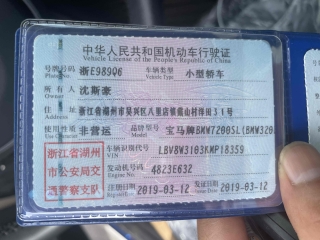 中华人民共和国机动车行驶证
Vehicle License of the People's Republic of China
号牌号码 浙E989Q6 车辆类型 小型轿车
Plate No. Vehicle Type
所有人 沈斯豪
住址 浙江省湖州市吴兴区八里店镇
使用性质 非营运 品牌型号 宝马牌BMW7200SL(BMW320
浙江省湖州市公安局交通警察支队
车辆识别代号 LBV8W3103KMP18359
VIN
发动机号码 4823E632
Engine No.
注册日期 2019-03-12 发证日期 2019-03-12